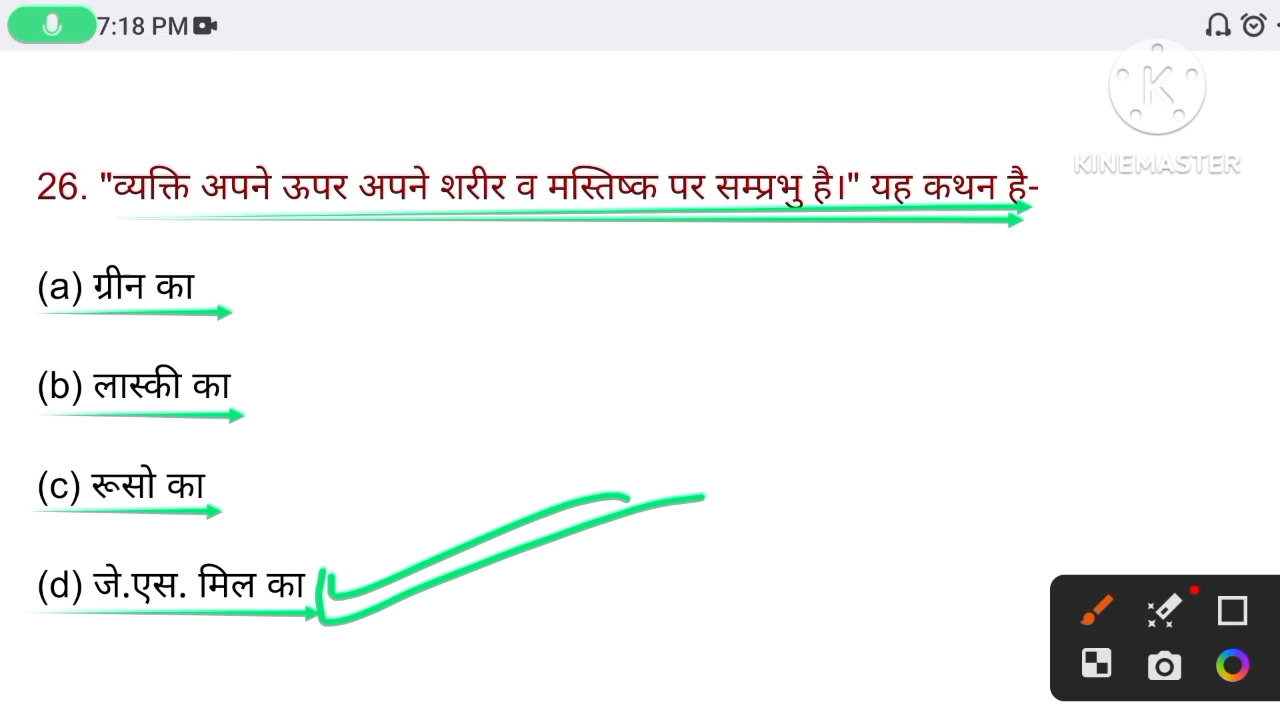 7:18 PM
K
KINEMASTER
26. "व्यक्ति अपने ऊपर अपने शरीर व मस्तिष्क पर सम्प्रभु है।" यह कथन है-
(a) ग्रीन का
(b) लास्की का
(c) रूसो का
(d) जे.एस. मिल का